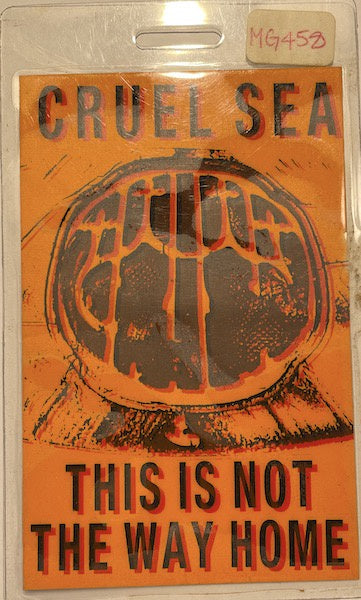 MG458
CRUEL SEA
THIS IS NOT
THE WAY HOME